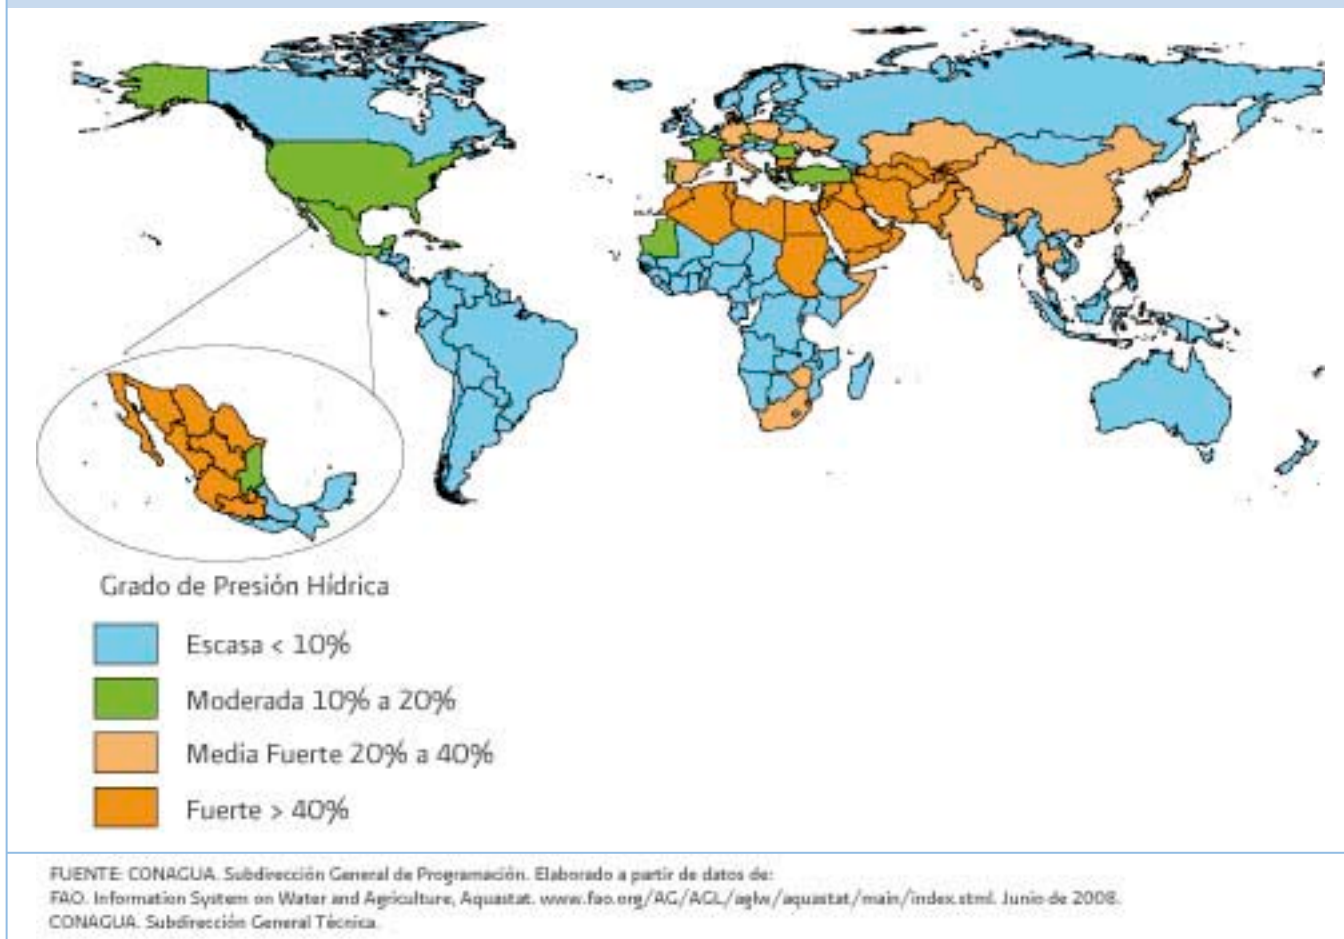 Grado de Presión Hídrica
Escasa < 10%
Moderada 10% a 20%
Media Fuerte 20% a 40%
Fuerte > 40%
FUENTE: CONAGUA. Subdirección General de Programación. Elaborado a partir de datos de:
FAO. Information System on Water and Agriculture, Aquastat. www.fao.org/AG/AGL/aglw/aquastat/main/index.stml. Junio de 2008.
CONAGUA. Subdirección General Técnica.